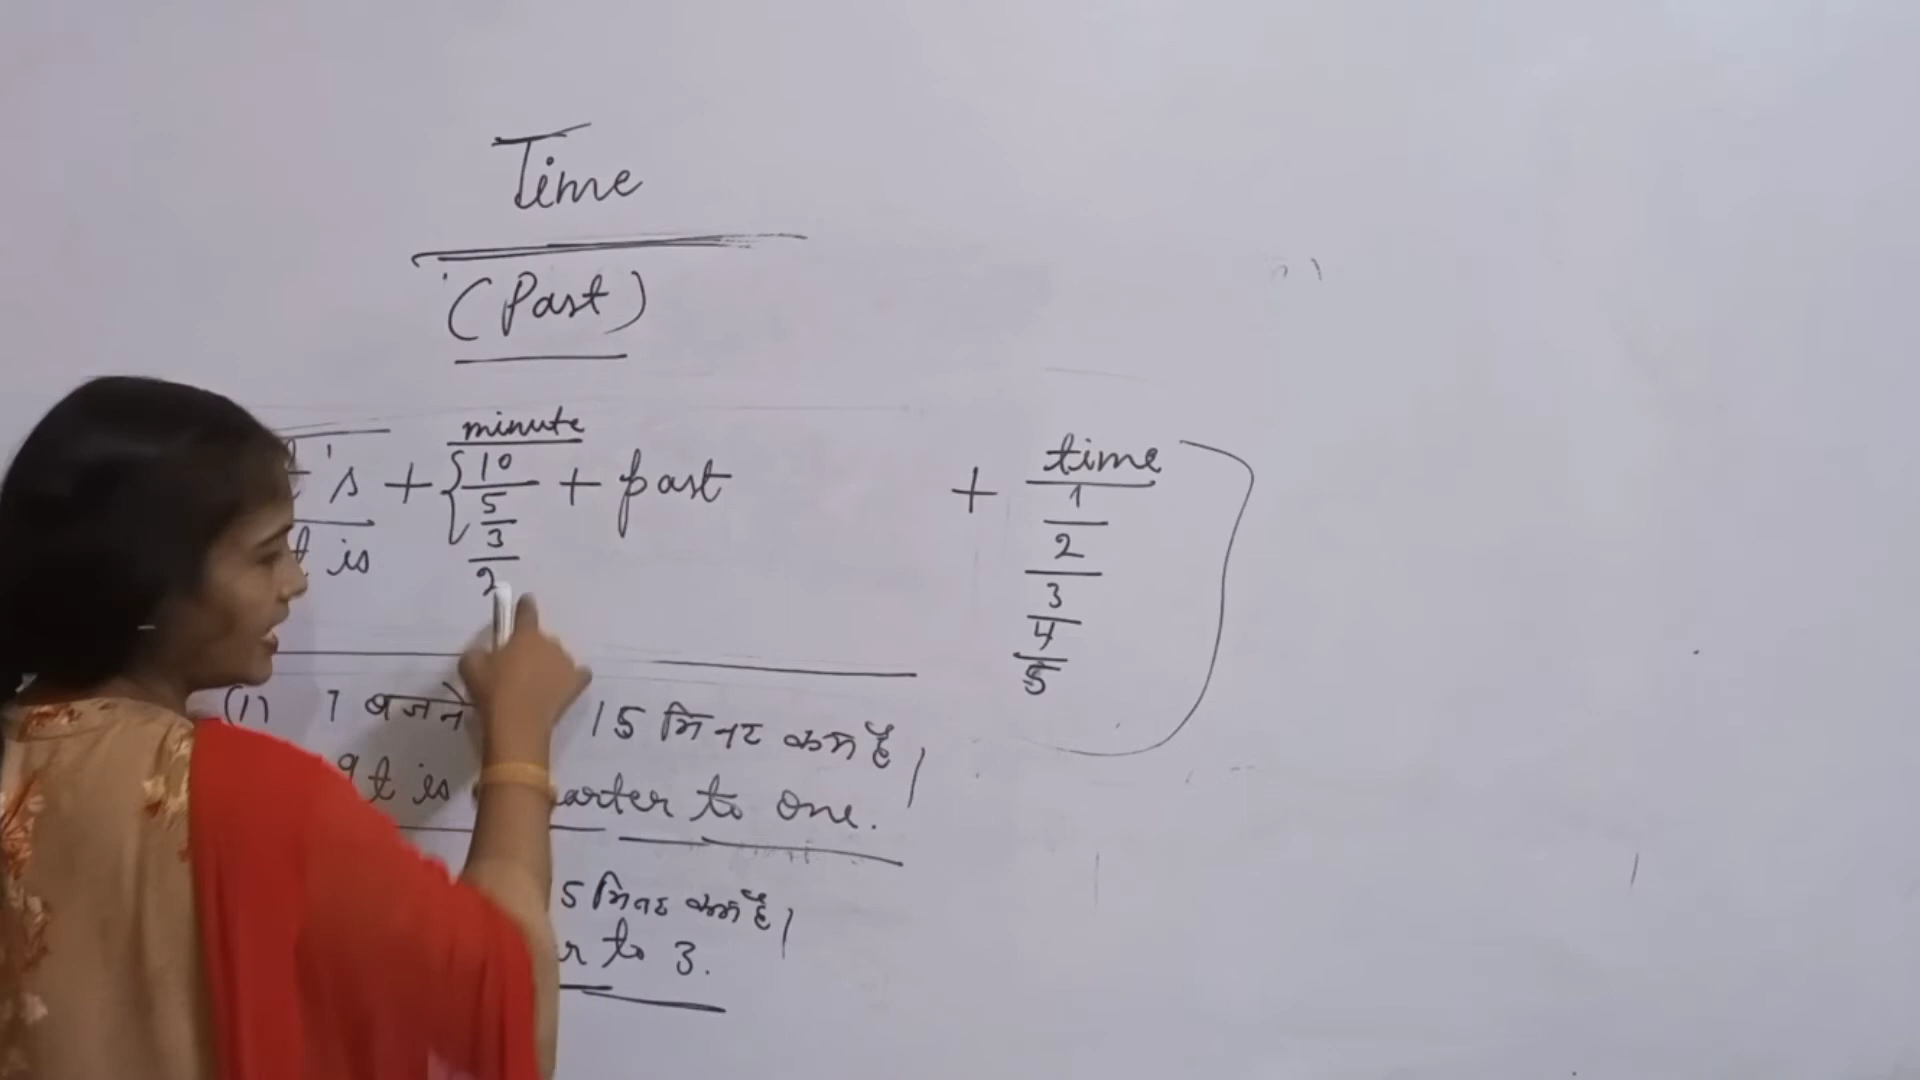 Time
(Past)
minute
's + 10 + past + time
is
5
3
2
1
2
3
4
5
(1) 1 बजने 15 मिनट कम है।
It is arter to one.
5 मिनट कम है।
r to 3.